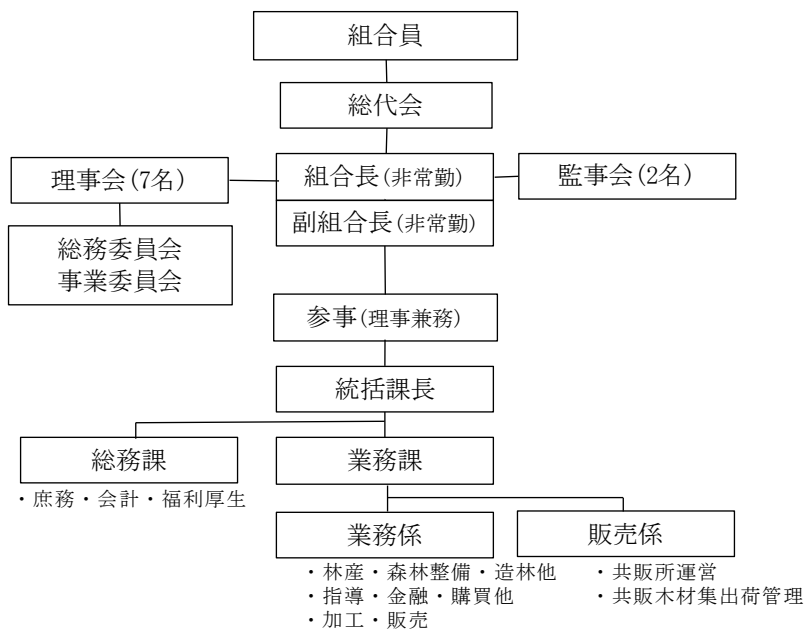 組合員
総代会
理事会(7名)
組合長(非常勤)
監事会(2名)
副組合長(非常勤)
総務委員会
事業委員会
参事(理事兼務)
統括課長
総務課
業務課
・庶務・会計・福利厚生
業務係
販売係
・林産・森林整備・造林他
・指導・金融・購買他
・加工・販売
・共販所運営
・共販木材集出荷管理